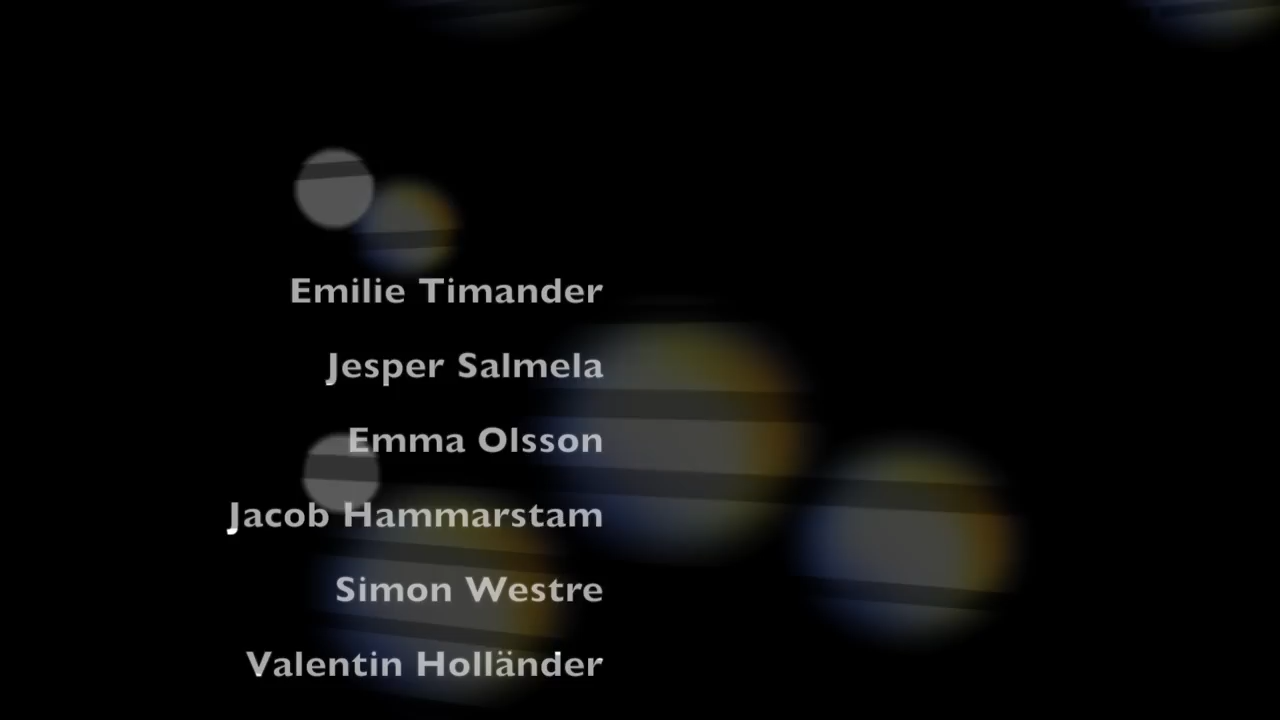 Emilie Timander
Jesper Salmela
Emma Olsson
Jacob Hammarstam
Simon Westre
Valentin Holländer